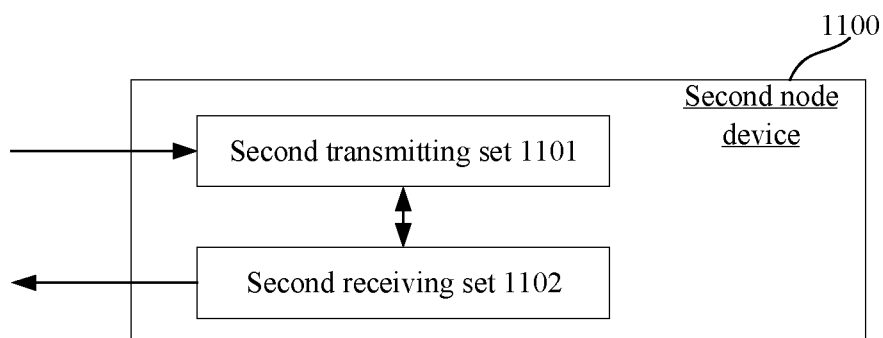 1100
Second node
device
Second transmitting set 1101
Second receiving set 1102